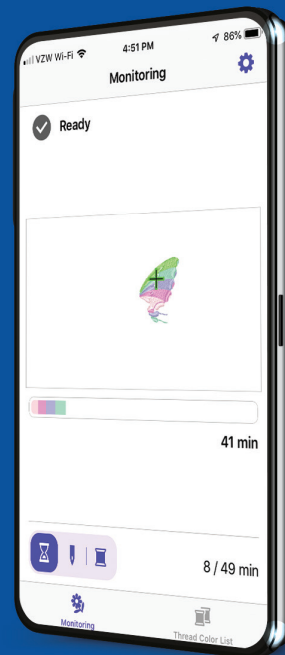 VZW Wi-Fi 4:51 PM 86%
Monitoring
Ready
41 min
8 / 49 min
Monitoring Thread Color List